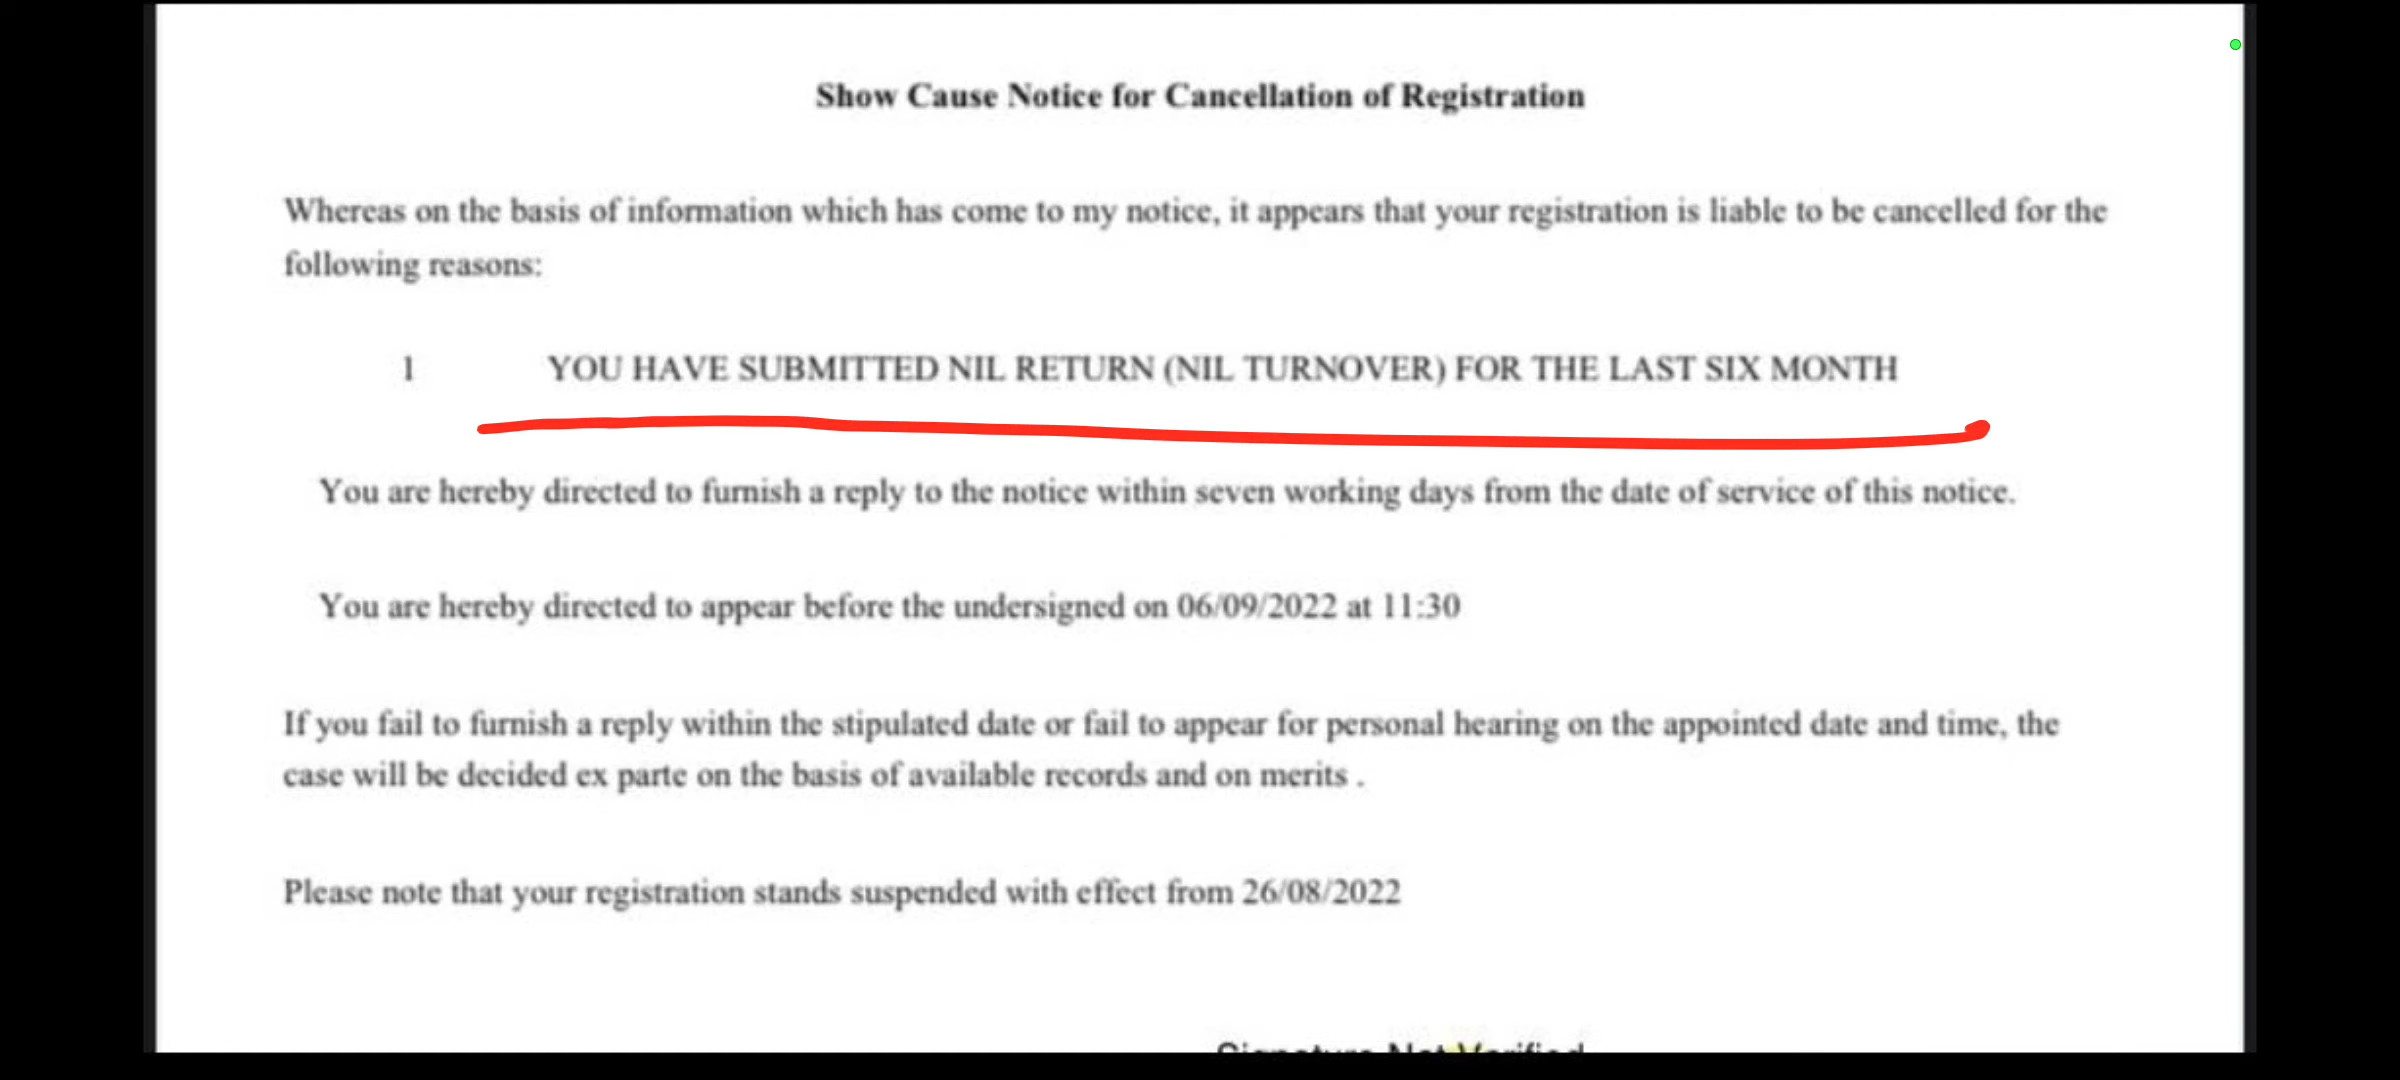 Show Cause Notice for Cancellation of Registration
Whereas on the basis of information which has come to my notice, it appears that your registration is liable to be cancelled for the
following reasons:
1 YOU HAVE SUBMITTED NIL RETURN (NIL TURNOVER) FOR THE LAST SIX MONTH
You are hereby directed to furnish a reply to the notice within seven working days from the date of service of this notice.
You are hereby directed to appear before the undersigned on 06/09/2022 at 11:30
If you fail to furnish a reply within the stipulated date or fail to appear for personal hearing on the appointed date and time, the
case will be decided ex parte on the basis of available records and on merits .
Please note that your registration stands suspended with effect from 26/08/2022
Signature Not Verified